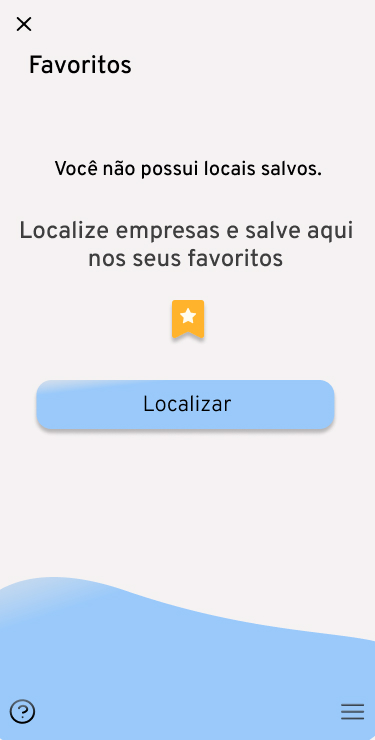 Favoritos
Você não possui locais salvos.
Localize empresas e salve aqui
nos seus favoritos
Localizar
?